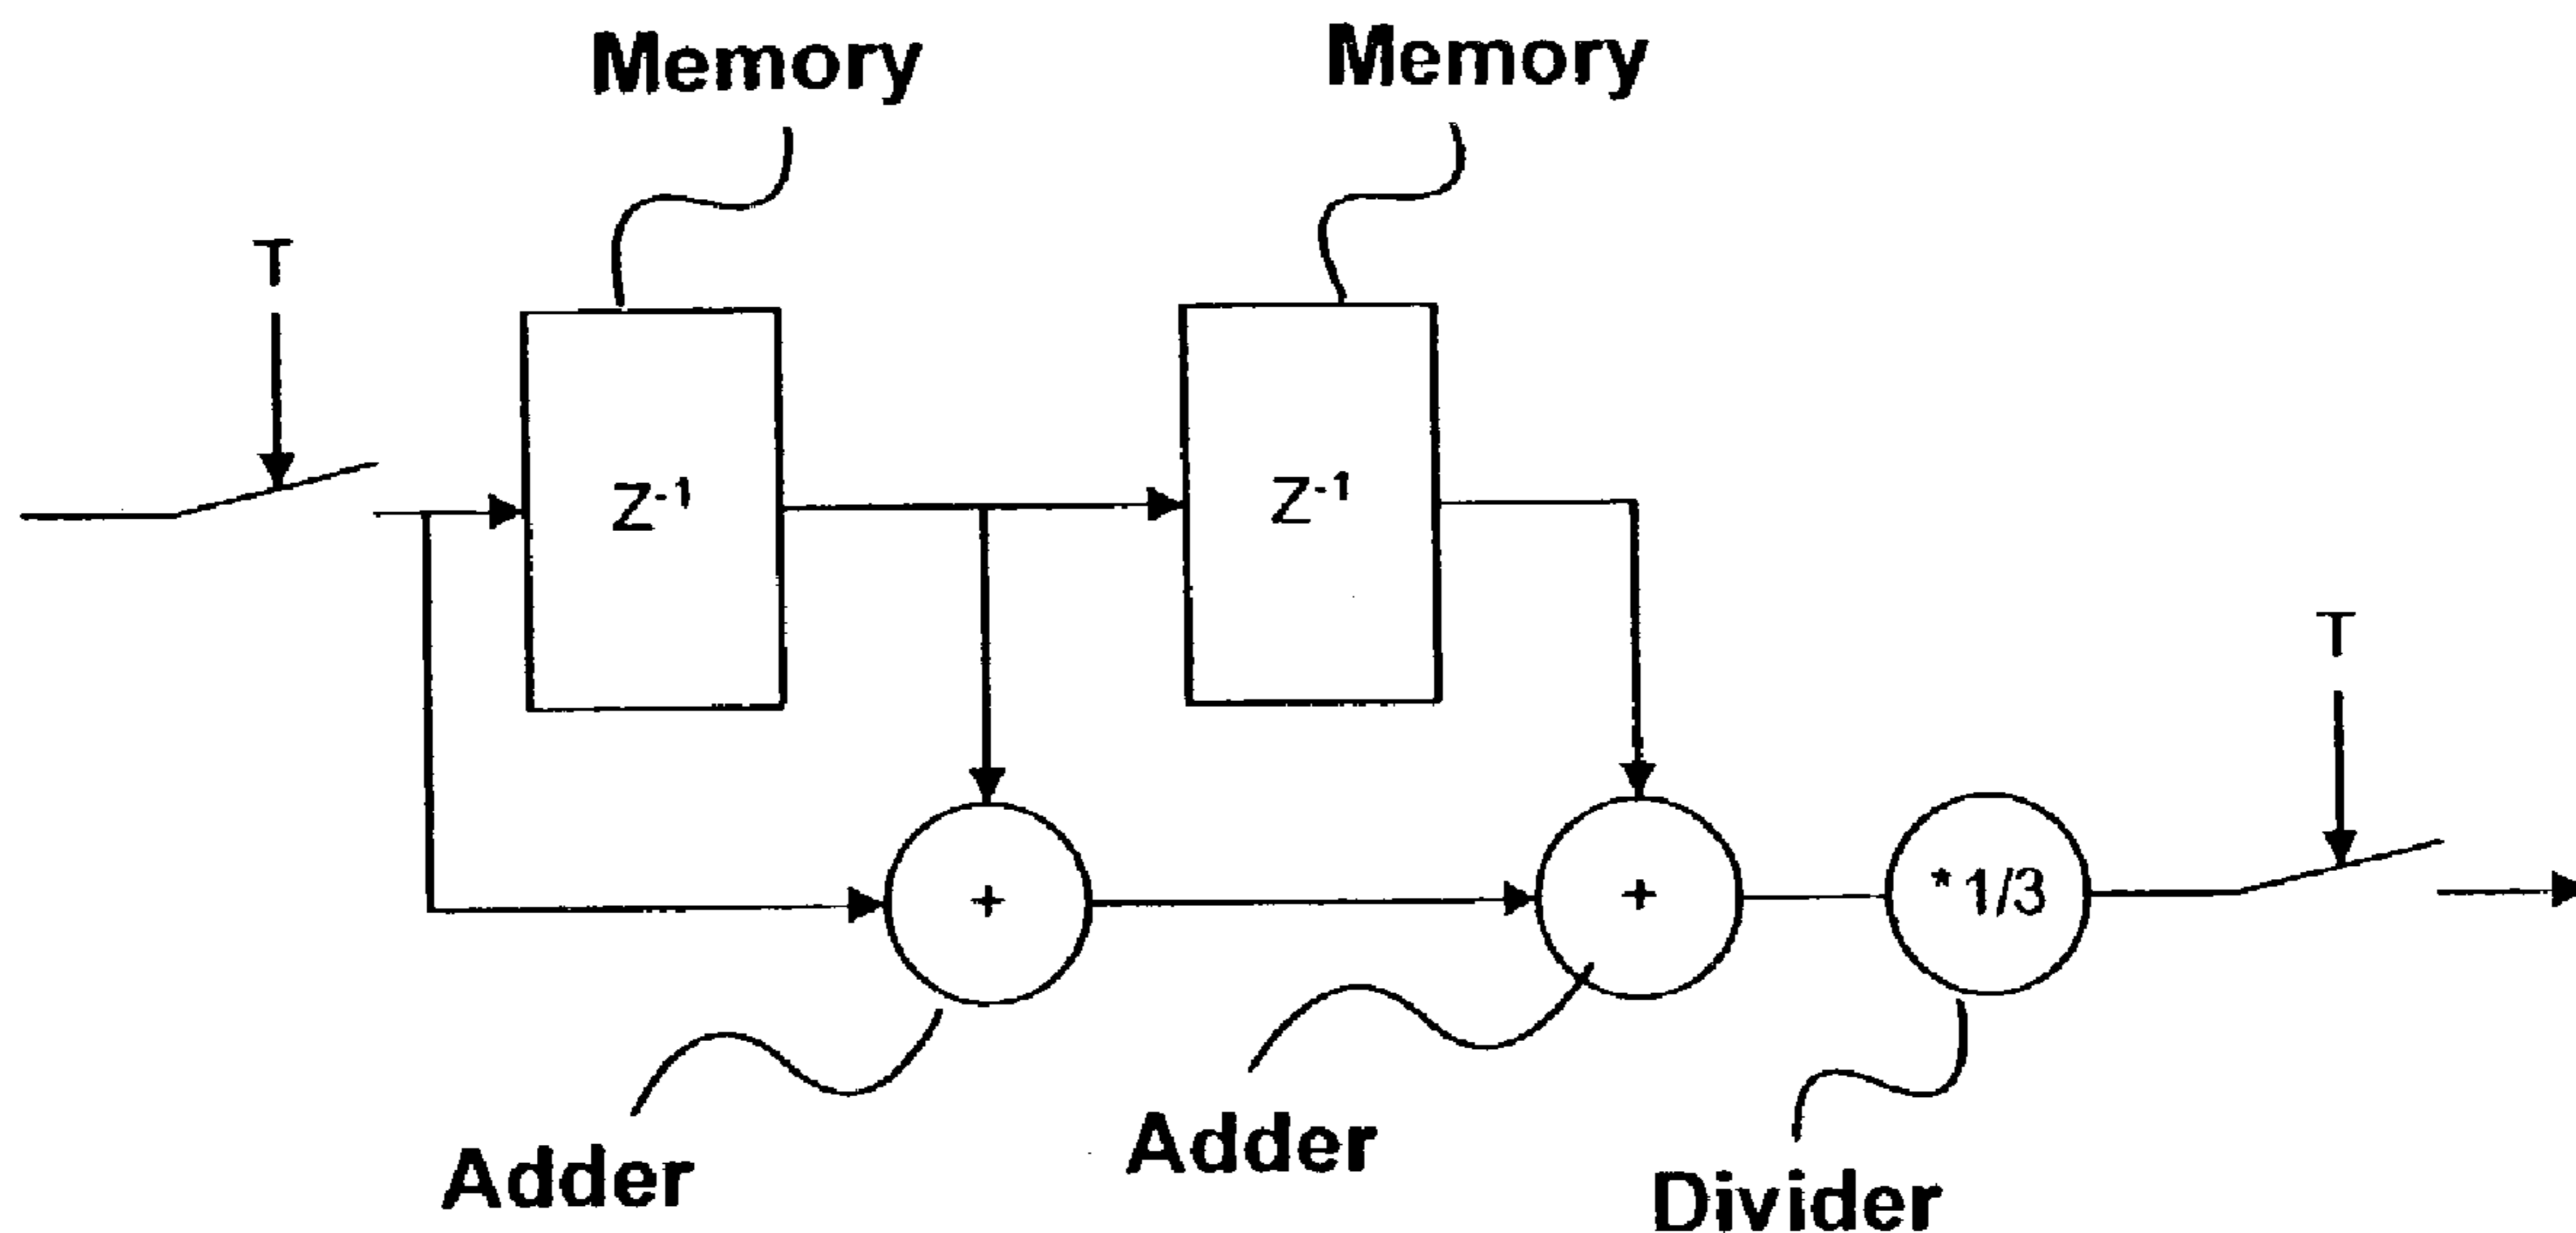 Memory
Memory
T
Z⁻¹
Z⁻¹
T
+
+
* 1/3
Adder
Adder
Divider